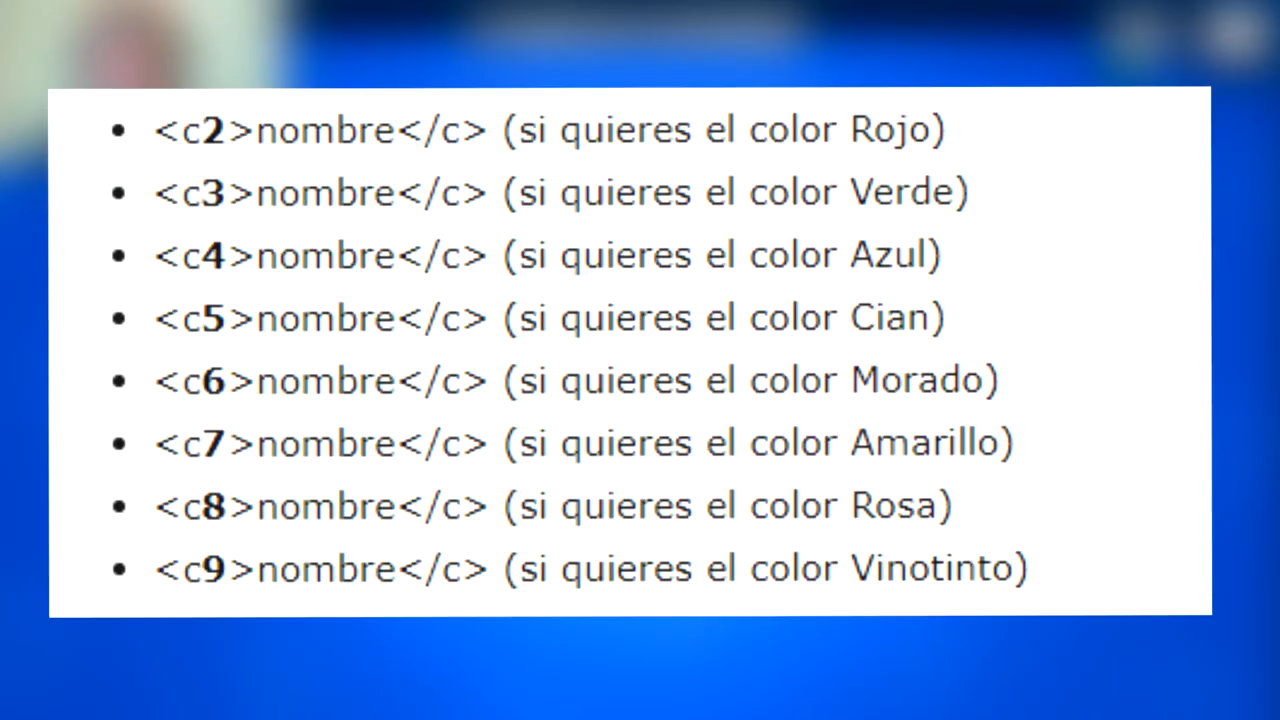 • <c2>nombre</c> (si quieres el color Rojo)
• <c3>nombre</c> (si quieres el color Verde)
• <c4>nombre</c> (si quieres el color Azul)
• <c5>nombre</c> (si quieres el color Cian)
• <c6>nombre</c> (si quieres el color Morado)
• <c7>nombre</c> (si quieres el color Amarillo)
• <c8>nombre</c> (si quieres el color Rosa)
• <c9>nombre</c> (si quieres el color Vinotinto)